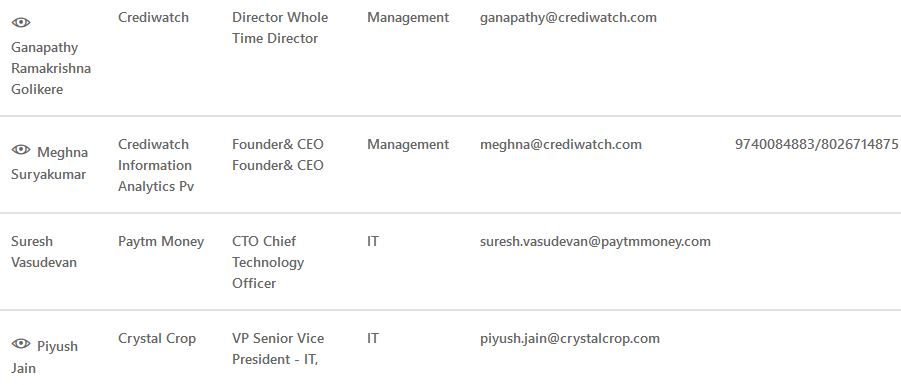 Ganapathy
Ramakrishna
Golikere
Crediwatch
Director Whole
Time Director
Management
ganapathy@crediwatch.com
Meghna
Suryakumar
Crediwatch
Information
Analytics Pv
Founder& CEO
Founder& CEO
Management
meghna@crediwatch.com
9740084883/8026714875
Suresh
Vasudevan
Paytm Money
CTO Chief
Technology
Officer
IT
suresh.vasudevan@paytmmoney.com
Piyush
Jain
Crystal Crop
VP Senior Vice
President - IT,
IT
piyush.jain@crystalcrop.com